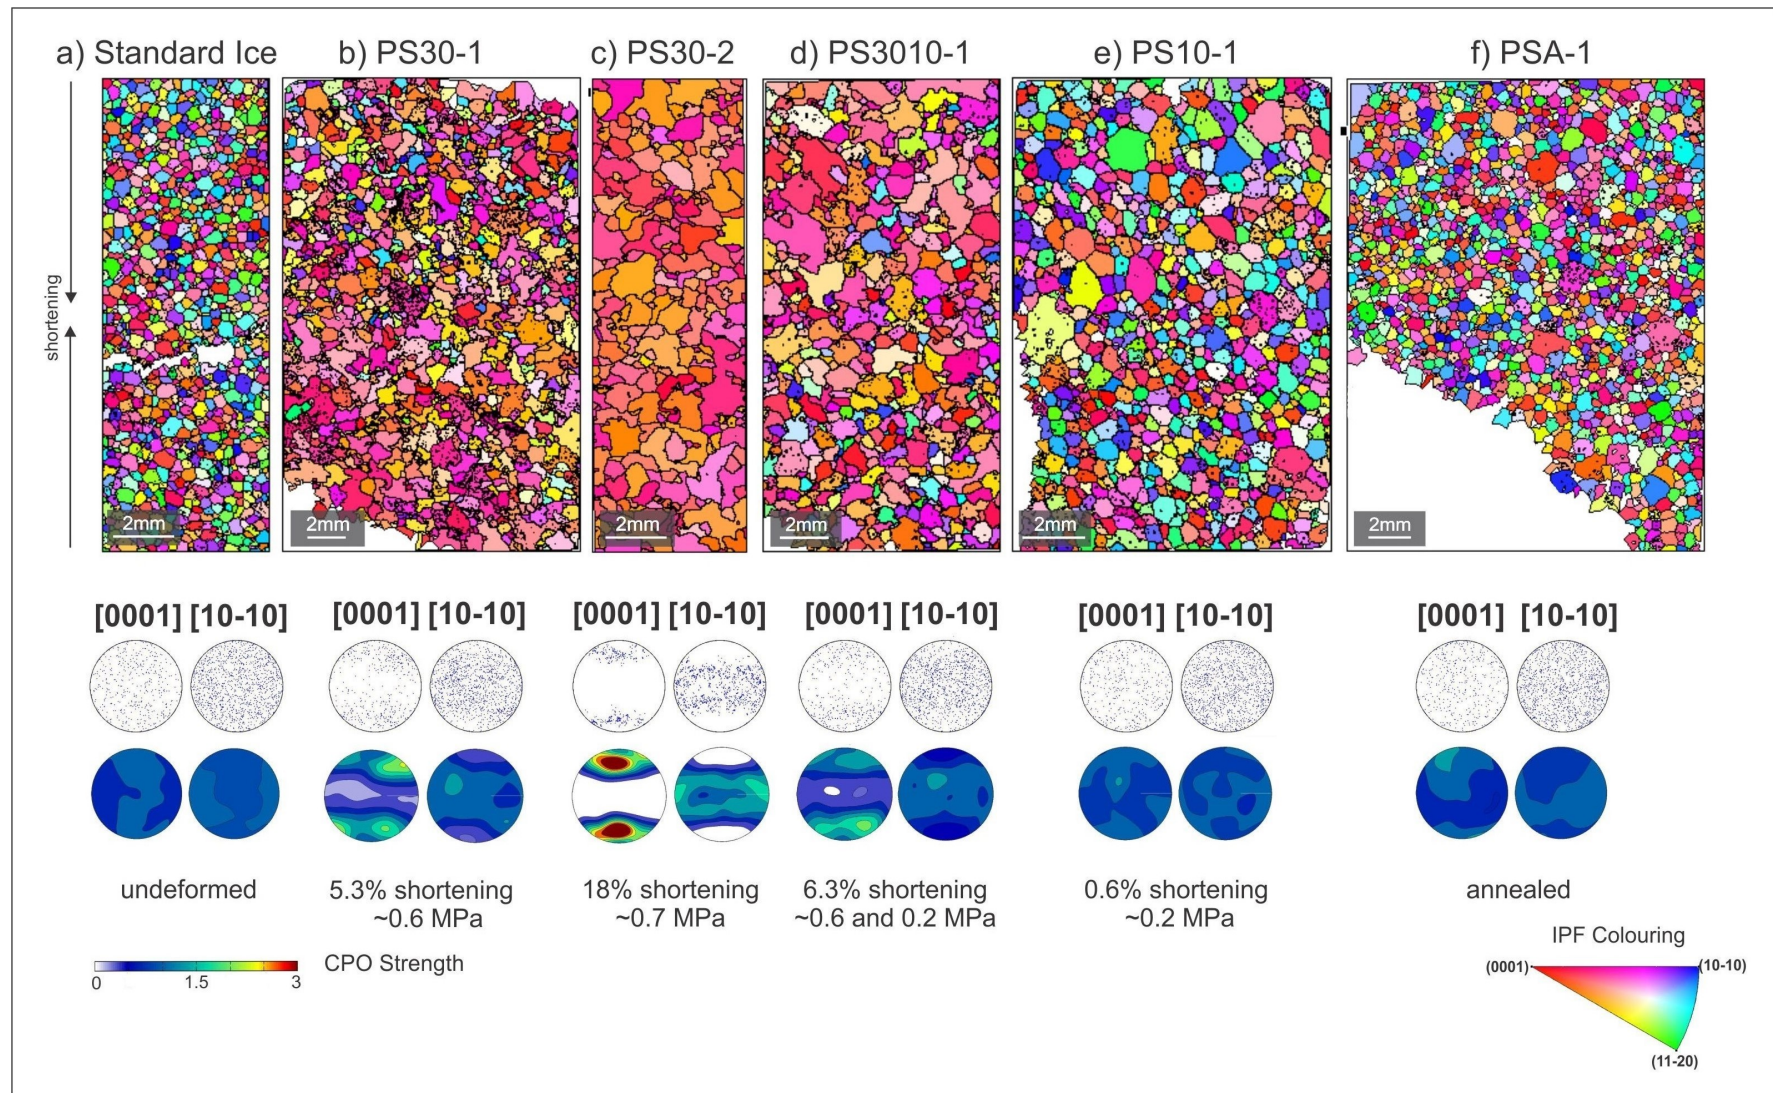 a) Standard Ice
b) PS30-1
c) PS30-2
d) PS3010-1
e) PS10-1
f) PSA-1
shortening
2mm
2mm
2mm
2mm
2mm
2mm
[0001] [10-10]
[0001] [10-10]
[0001] [10-10]
[0001] [10-10]
[0001] [10-10]
[0001] [10-10]
undeformed
5.3% shortening
~0.6 MPa
18% shortening
~0.7 MPa
6.3% shortening
~0.6 and 0.2 MPa
0.6% shortening
~0.2 MPa
annealed
CPO Strength
0 1.5 3
IPF Colouring
(0001)
(10-10)
(11-20)